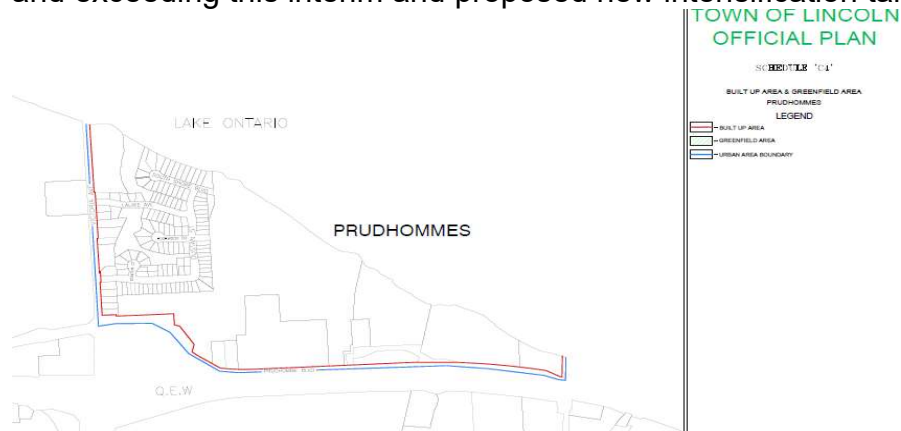 and exceeding this interim and proposed new intensification tar
TOWN OF LINCOLN
OFFICIAL PLAN
SCHEDULE 'C4'
BUILT UP AREA & GREENFIELD AREA
PRUDHOMMES
LEGEND
BUILT UP AREA
GREENFIELD AREA
URBAN AREA BOUNDARY
LAKE ONTARIO
PRUDHOMMES
Q.E.W